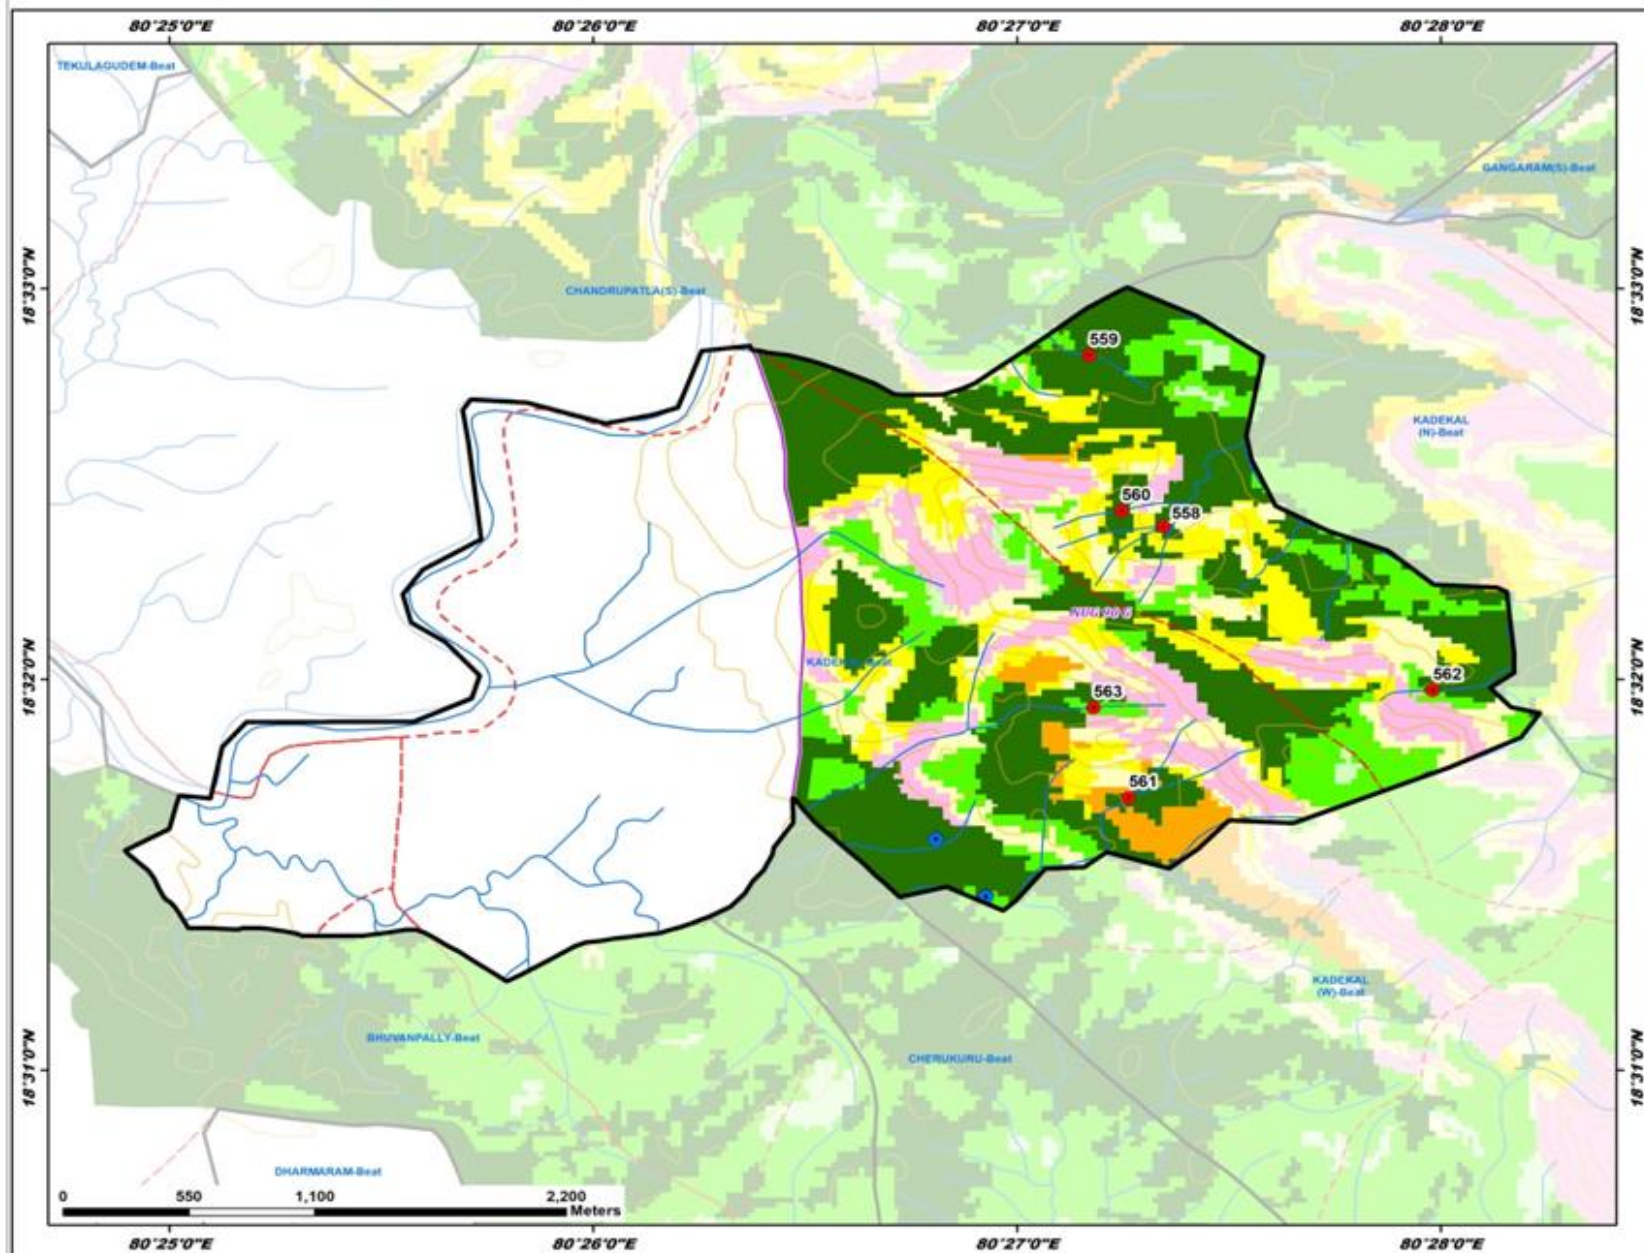 80°25'0"E 80°26'0"E 80°27'0"E 80°28'0"E
TEKULAGUDEM-Beat
GANGARAM(S)-Beat
18°33'0"N
CHANDRUPATLA(S)-Beat
18°33'0"N
559
KADEKAL
(N)-Beat
560
558
NUG 90 G
18°32'0"N
18°32'0"N
562
563
561
KADEKAL
(W)-Beat
18°31'0"N
BHUVANPALLY-Beat
CHERUKURU-Beat
18°31'0"N
DHARMARAM-Beat
0 550 1,100 2,200
Meters
80°25'0"E 80°26'0"E 80°27'0"E 80°28'0"E